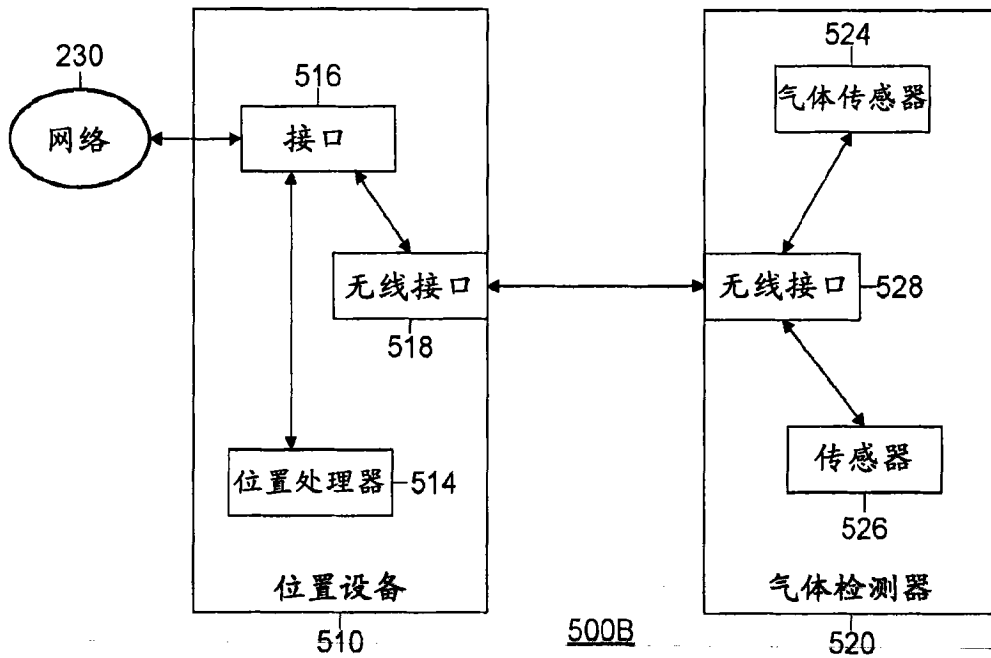 230
网络
516
接口
无线接口
518
位置处理器
514
位置设备
510
500B
524
气体传感器
无线接口
528
传感器
526
气体检测器
520